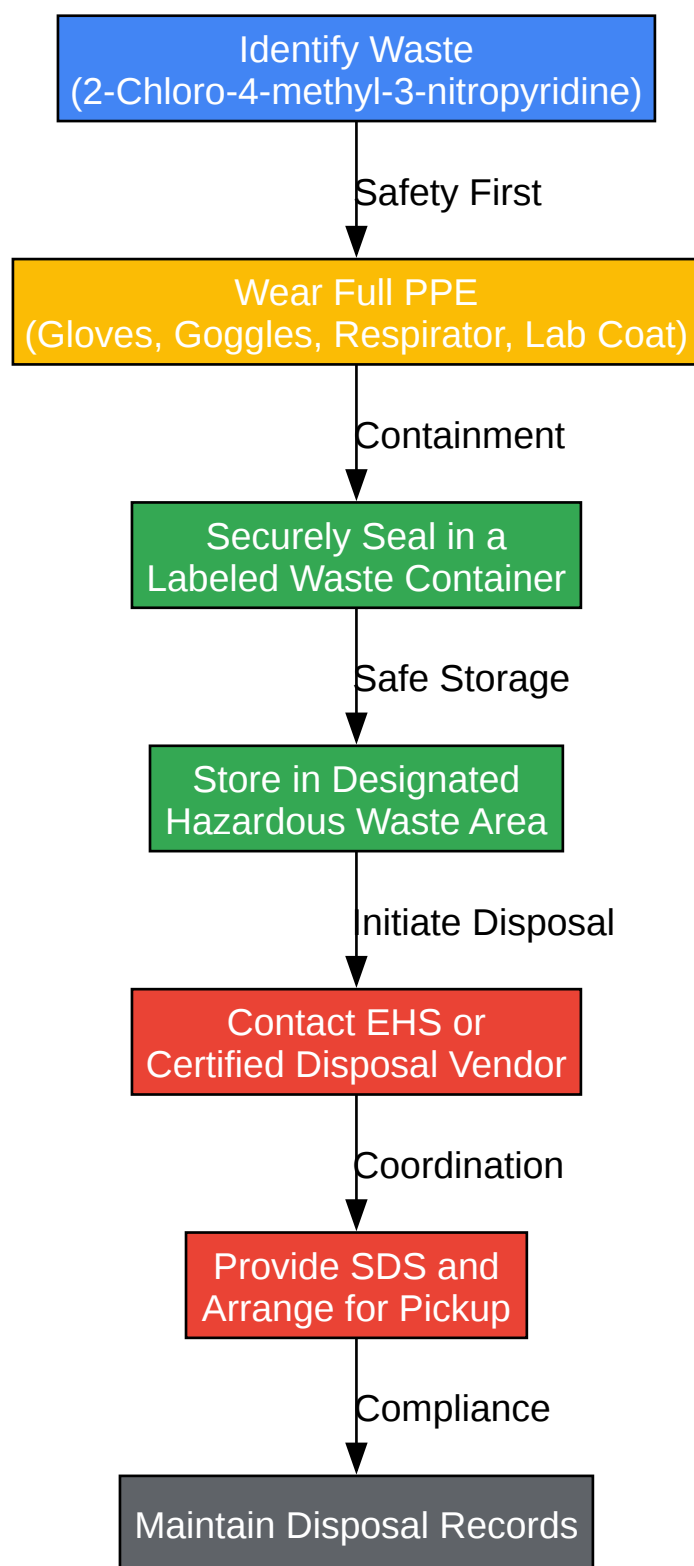 Identify Waste
(2-Chloro-4-methyl-3-nitropyridine)
Safety First
Wear Full PPE
(Gloves, Goggles, Respirator, Lab Coat)
Containment
Securely Seal in a
Labeled Waste Container
Safe Storage
Store in Designated
Hazardous Waste Area
Initiate Disposal
Contact EHS or
Certified Disposal Vendor
Coordination
Provide SDS and
Arrange for Pickup
Compliance
Maintain Disposal Records